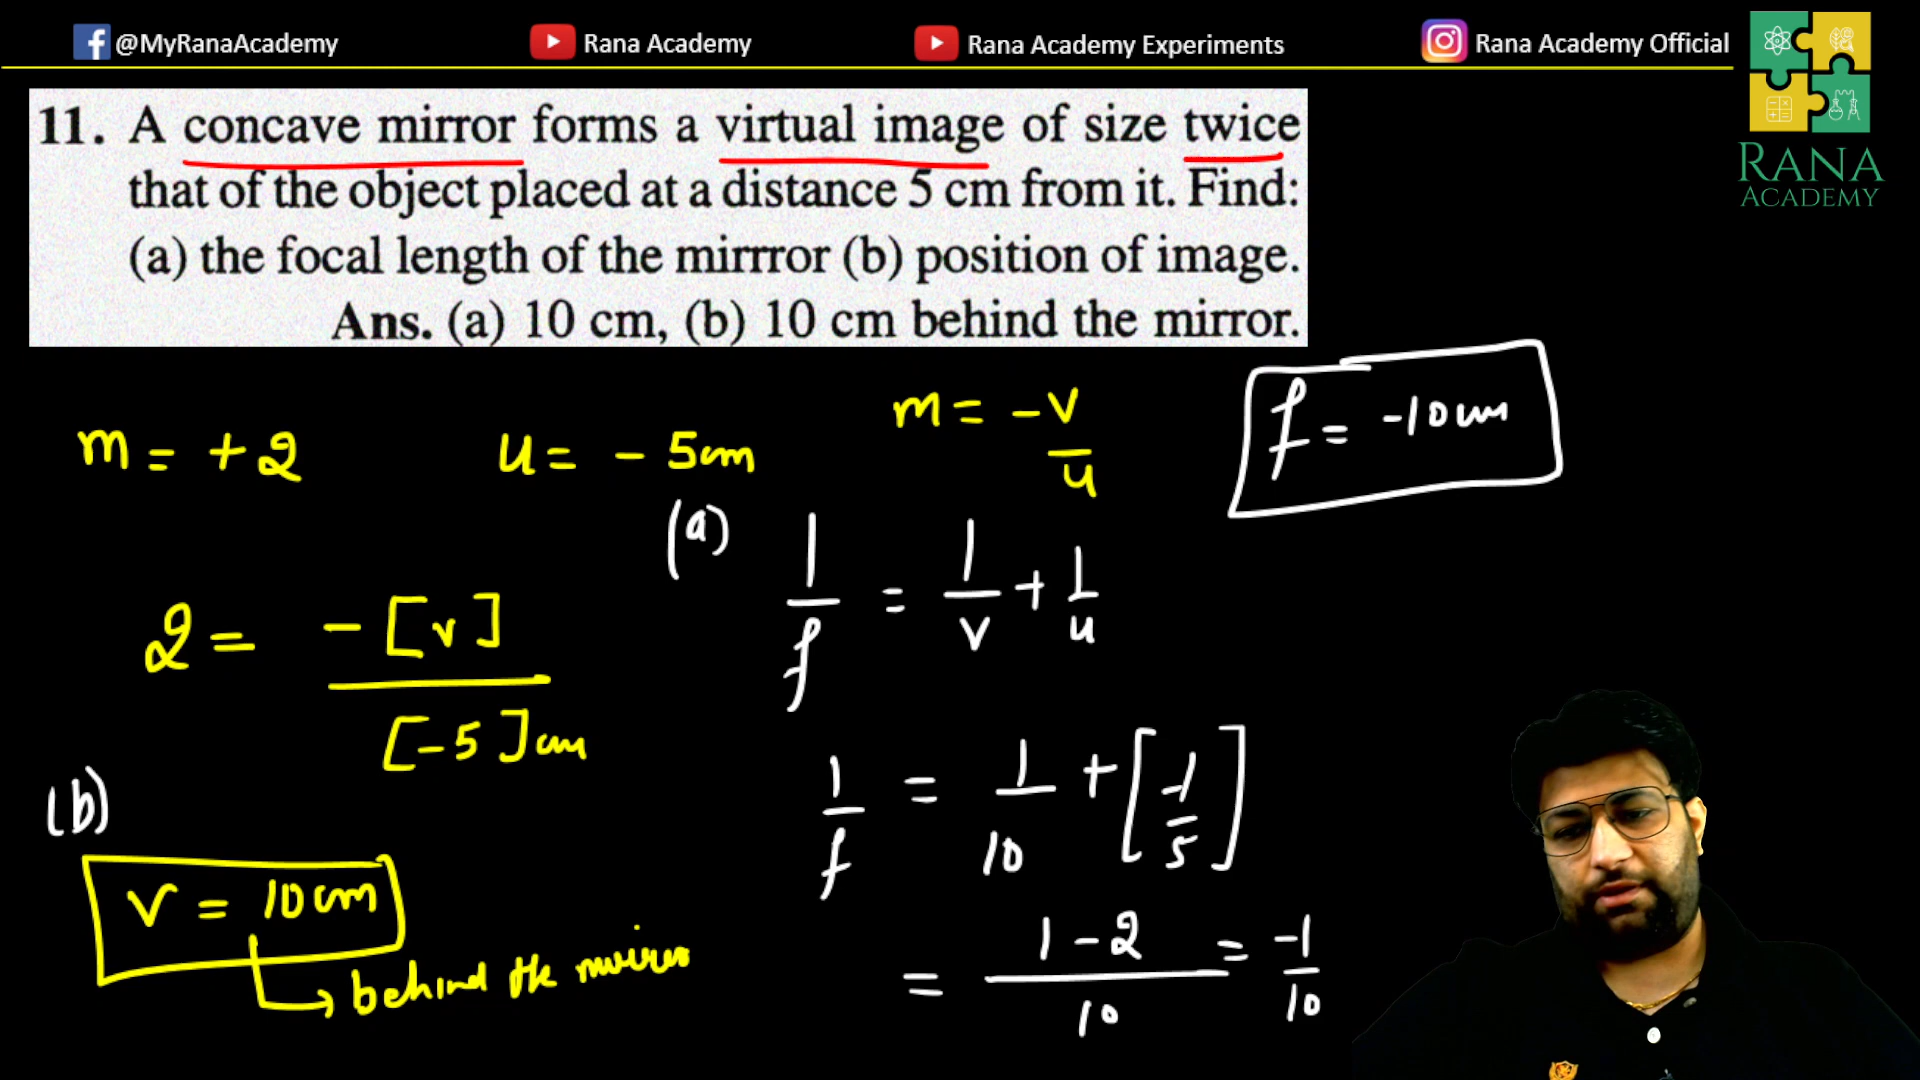 @MyRanaAcademy
Rana Academy
Rana Academy Experiments
Rana Academy Official
RANA
ACADEMY
11. A concave mirror forms a virtual image of size twice
that of the object placed at a distance 5 cm from it. Find:
(a) the focal length of the mirrror (b) position of image.
Ans. (a) 10 cm, (b) 10 cm behind the mirror.
m = +2
u = - 5cm
m = -v/u
f = -10cm
2 = -[v]/[-5]cm
(b)
v = 10cm
behind the mirror
(a)
1/f = 1/v + 1/u
1/f = 1/10 + [-1/5]
= 1-2/10 = -1/10